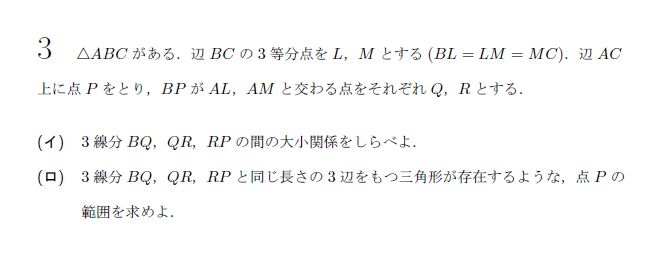 3 △ABC がある．辺 BC の 3 等分点を L，M とする (BL = LM = MC)．辺 AC
上に点 P をとり，BP が AL，AM と交わる点をそれぞれ Q，R とする．
(イ) 3 線分 BQ，QR，RP の間の大小関係をしらべよ．
(ロ) 3 線分 BQ，QR，RP と同じ長さの 3 辺をもつ三角形が存在するような，点 P の
範囲を求めよ．